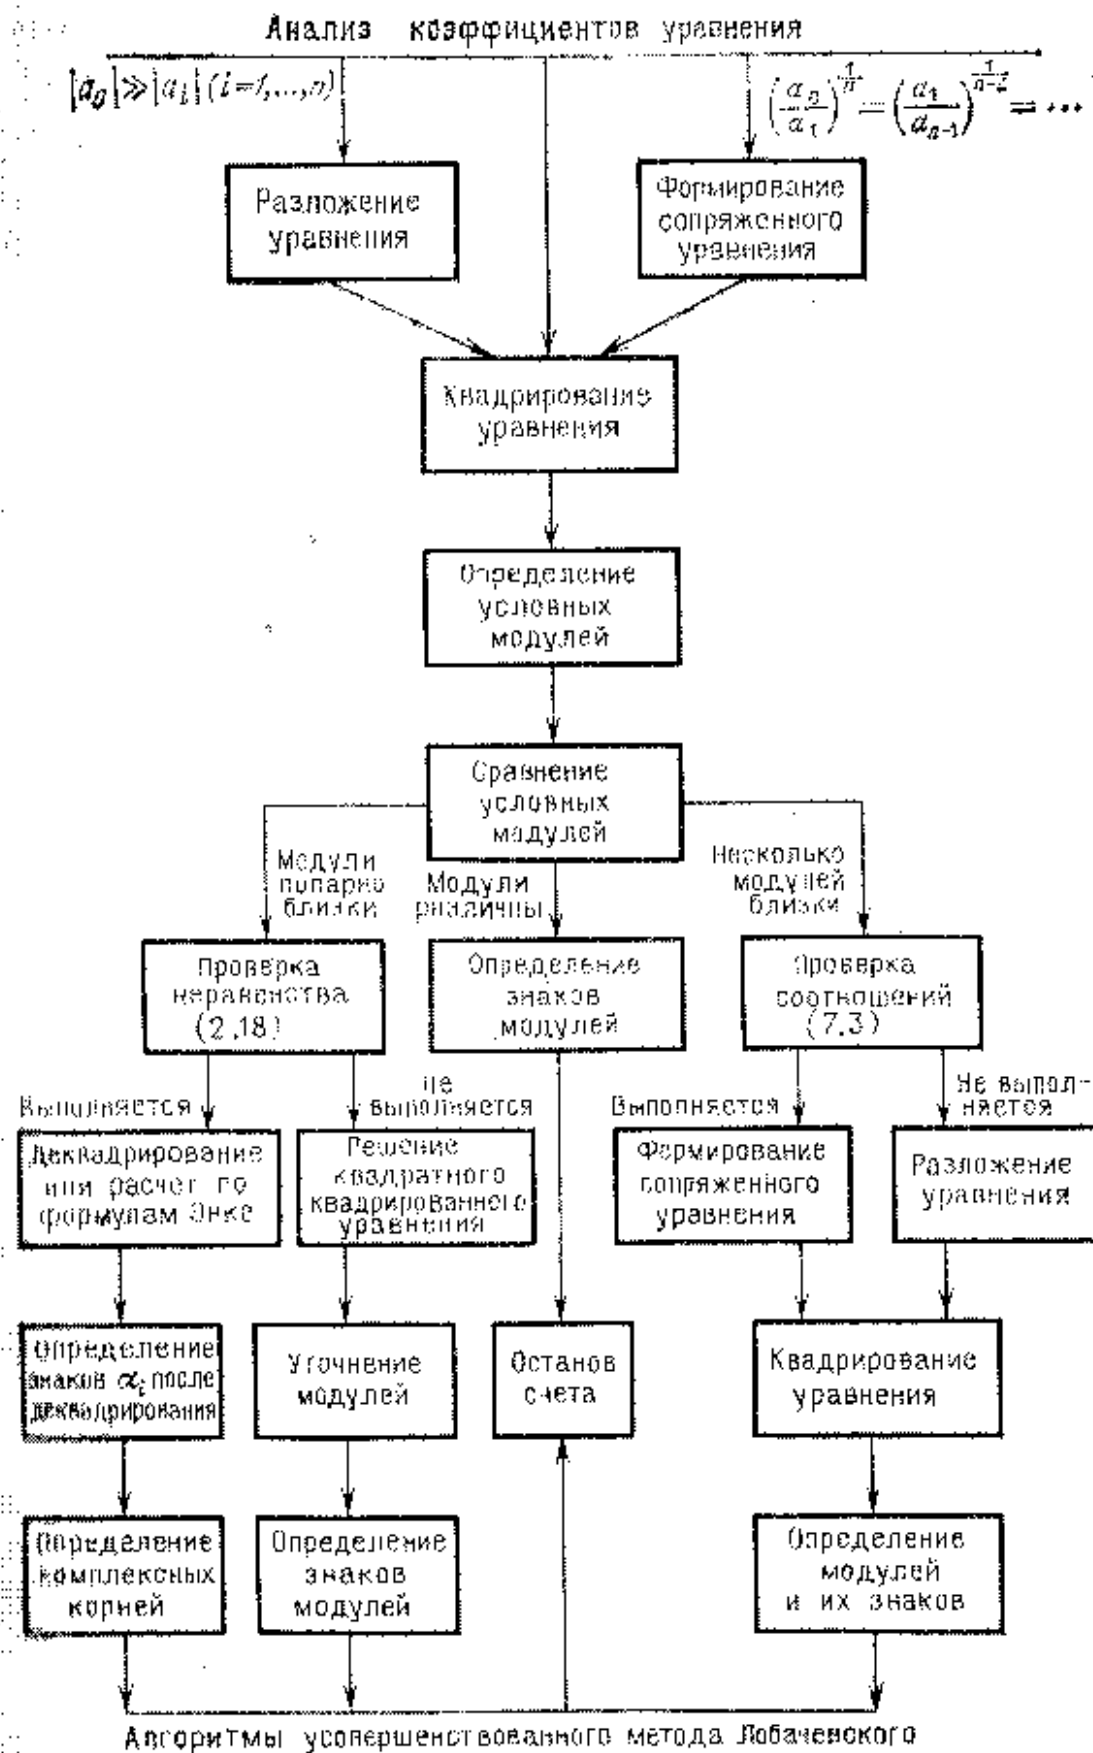 Анализ коэффициентов уравнения
|a₀|≫|aᵢ| (i=1,...,n)
Разложение
уравнения
Формирование
сопряженного
уравнения
Квадрирование
уравнения
Определение
условных
модулей
Сравнение
условных
мадулей
Модули
попарно
близки
Модули
различны
Несколько
модулей
близки
Проверка
неравенства
(2.18)
Определение
знаков
модулей
Проверка
соотношений
(7.3)
Выполняется
не
выполняется
Выполняется
Не выпол-
няется
Деквадрирование
или расчет по
формулам Энке
Решение
квадратного
квадрированного
уравнения
Формирование
сопряженного
уравнения
Разложение
уравнения
Определение
знаков αᵢ после
деквадрирования
Уточнение
модулей
Останов
счета
Квадрирование
уравнения
Определение
комплексных
корней
Определение
знаков
модулей
Определение
модулей
и их знаков
Алгоритмы усовершенствованного метода Лобачевского